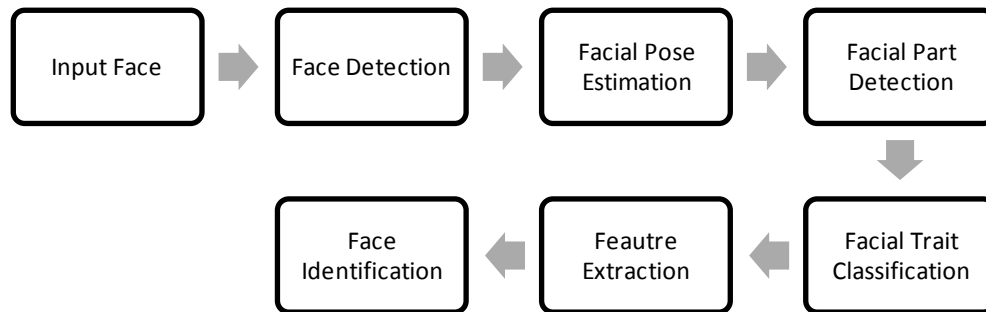 Input Face
Face Detection
Facial Pose
Estimation
Facial Part
Detection
Facial Trait
Classification
Feautre
Extraction
Face
Identification